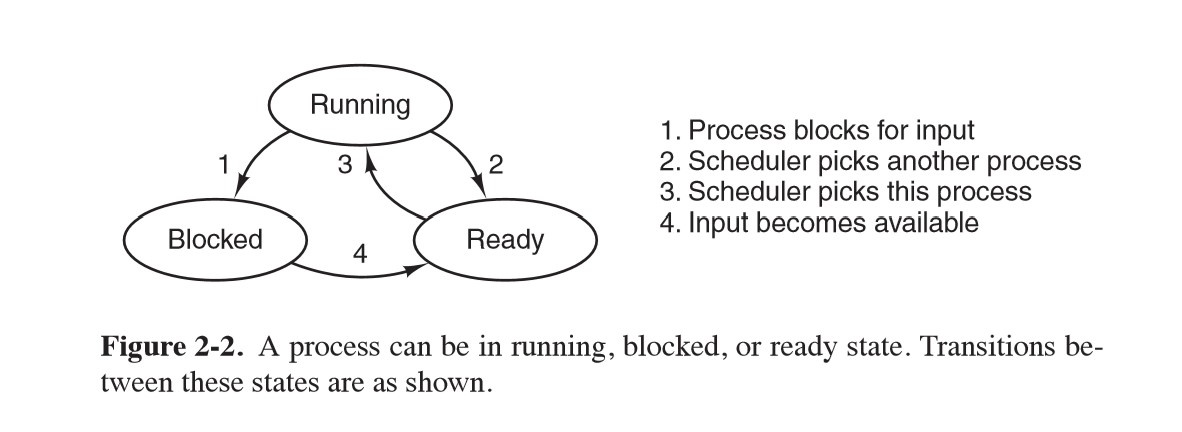 Running
1
3
2
Blocked
4
Ready
1. Process blocks for input
2. Scheduler picks another process
3. Scheduler picks this process
4. Input becomes available
Figure 2-2. A process can be in running, blocked, or ready state. Transitions be-
tween these states are as shown.